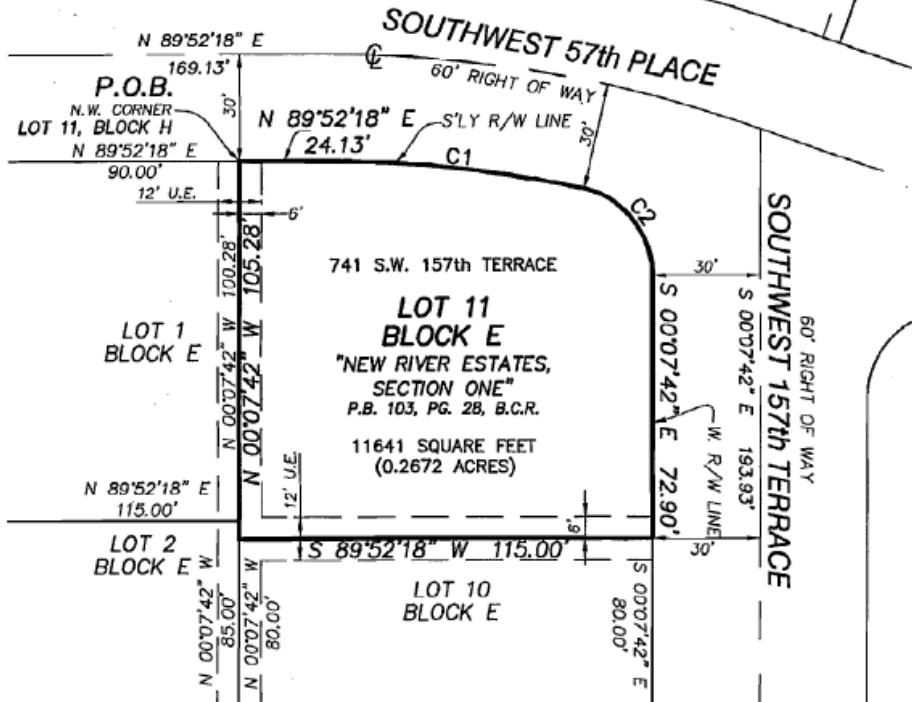 SOUTHWEST 57th PLACE
60' RIGHT OF WAY
N 89°52'18" E
169.13'
℄
30'
30'
P.O.B.
N.W. CORNER
LOT 11, BLOCK H
N 89°52'18" E
90.00'
N 89°52'18" E
24.13'
S'LY R/W LINE
C1
C2
12' U.E.
6'
100.28'
N 00°07'42" W
105.28'
N 00°07'42" W
741 S.W. 157th TERRACE
LOT 11
BLOCK E
"NEW RIVER ESTATES,
SECTION ONE"
P.B. 103, PG. 28, B.C.R.
11641 SQUARE FEET
(0.2672 ACRES)
LOT 1
BLOCK E
30'
S 00°07'42" E 72.90'
W. R/W LINE
S 00°07'42" E 193.93'
SOUTHWEST 157th TERRACE
60' RIGHT OF WAY
N 89°52'18" E
115.00'
12' U.E.
6'
30'
LOT 2
BLOCK E
S 89°52'18" W 115.00'
N 00°07'42" W
85.00'
N 00°07'42" W
80.00'
LOT 10
BLOCK E
S 00°07'42" E
80.00'